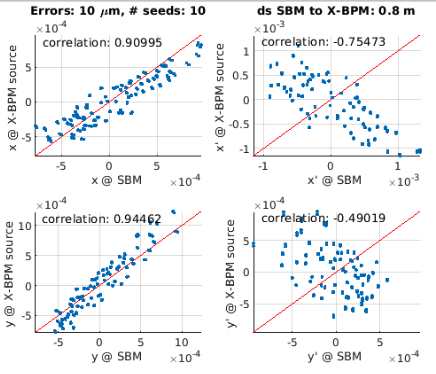 Errors: 10 μm, # seeds: 10
ds SBM to X-BPM: 0.8 m
×10⁻⁴
correlation: 0.90995
5
0
-5
x @ X-BPM source
-5
0
5
x @ SBM
×10⁻⁴
×10⁻³
correlation: -0.75473
1
0.5
0
-0.5
-1
x' @ X-BPM source
-1
0
1
x' @ SBM
×10⁻³
×10⁻⁴
correlation: 0.94462
10
5
0
-5
y @ X-BPM source
-5
0
5
10
y @ SBM
×10⁻⁴
×10⁻⁴
correlation: -0.49019
5
0
-5
y' @ X-BPM source
-5
0
5
y' @ SBM
×10⁻⁴